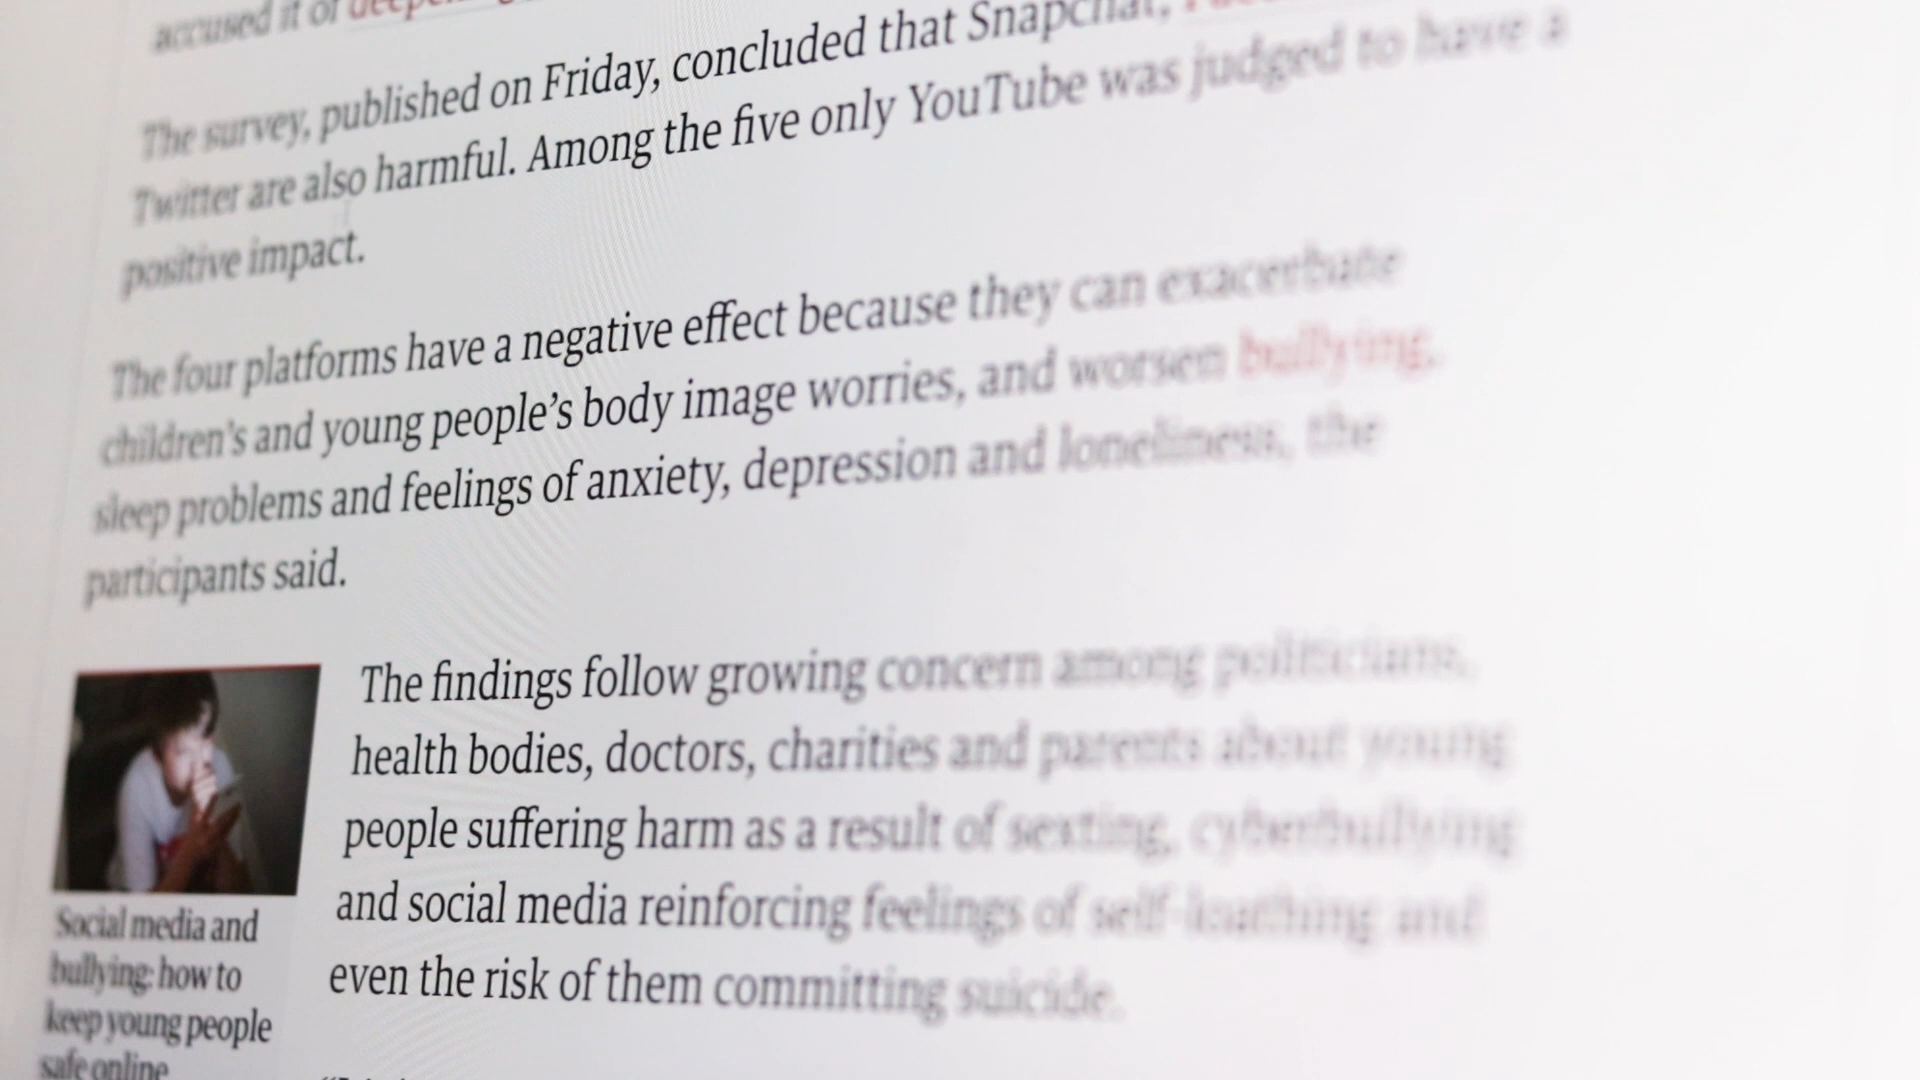 accused it of deepening
The survey, published on Friday, concluded that Snapchat,
Twitter are also harmful. Among the five only YouTube was judged to have a
positive impact.
The four platforms have a negative effect because they can exacerbate
children’s and young people’s body image worries, and worsen bullying,
sleep problems and feelings of anxiety, depression and loneliness, the
participants said.
The findings follow growing concern among politicians,
health bodies, doctors, charities and parents about young
people suffering harm as a result of sexting, cyberbullying
and social media reinforcing feelings of self-loathing and
even the risk of them committing suicide.
Social media and
bullying: how to
keep young people
safe online